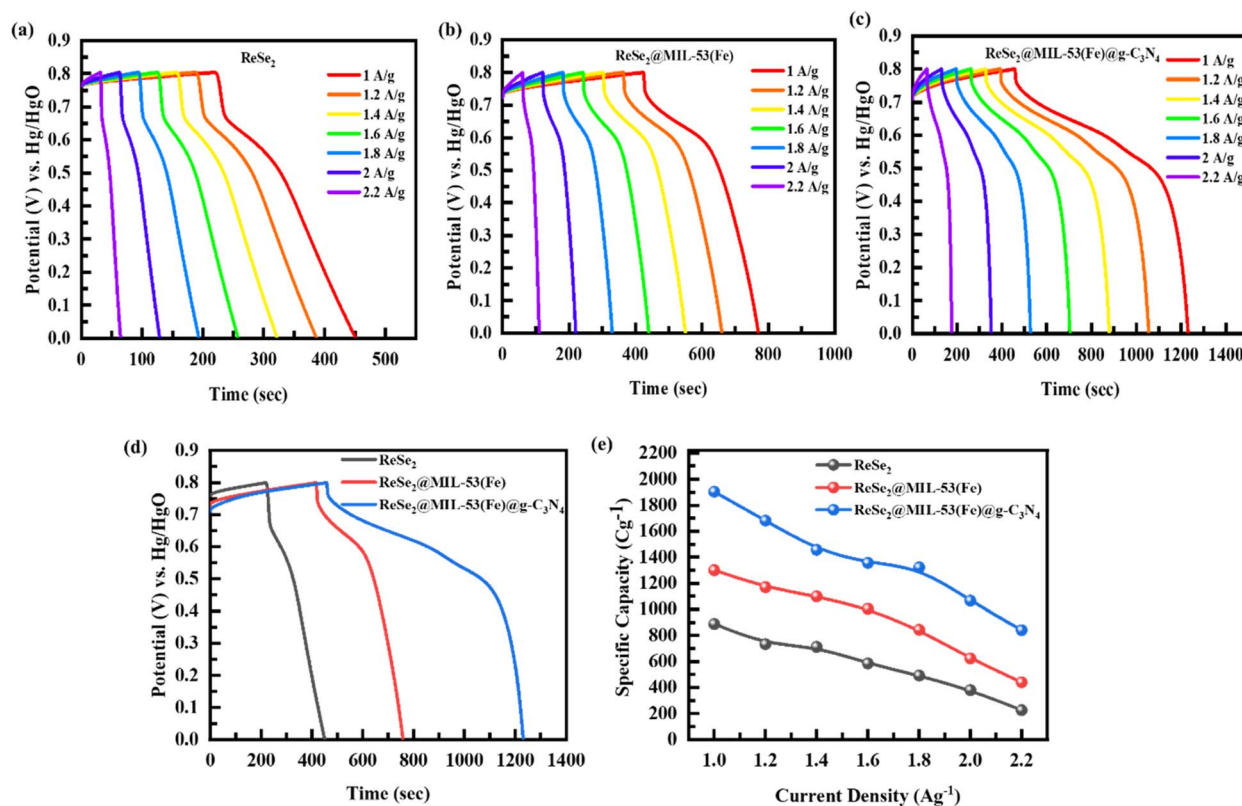 (a)
ReSe2
1 A/g
1.2 A/g
1.4 A/g
1.6 A/g
1.8 A/g
2 A/g
2.2 A/g
Potential (V) vs. Hg/HgO
0.9
0.8
0.7
0.6
0.5
0.4
0.3
0.2
0.1
0.0
0 100 200 300 400 500
Time (sec)
(b)
ReSe2@MIL-53(Fe)
1 A/g
1.2 A/g
1.4 A/g
1.6 A/g
1.8 A/g
2 A/g
2.2 A/g
Potential (V) vs. Hg/HgO
0.9
0.8
0.7
0.6
0.5
0.4
0.3
0.2
0.1
0.0
0 200 400 600 800 1000
Time (sec)
(c)
ReSe2@MIL-53(Fe)@g-C3N4
1 A/g
1.2 A/g
1.4 A/g
1.6 A/g
1.8 A/g
2 A/g
2.2 A/g
Potential (V) vs. Hg/HgO
0.9
0.8
0.7
0.6
0.5
0.4
0.3
0.2
0.1
0.0
0 200 400 600 800 1000 1200 1400
Time (sec)
(d)
ReSe2
ReSe2@MIL-53(Fe)
ReSe2@MIL-53(Fe)@g-C3N4
Potential (V) vs. Hg/HgO
0.9
0.8
0.7
0.6
0.5
0.4
0.3
0.2
0.1
0.0
0 200 400 600 800 1000 1200 1400
Time (sec)
(e)
ReSe2
ReSe2@MIL-53(Fe)
ReSe2@MIL-53(Fe)@g-C3N4
Specific Capacity (Cg-1)
2200
2000
1800
1600
1400
1200
1000
800
600
400
200
0
1.0 1.2 1.4 1.6 1.8 2.0 2.2
Current Density (Ag-1)